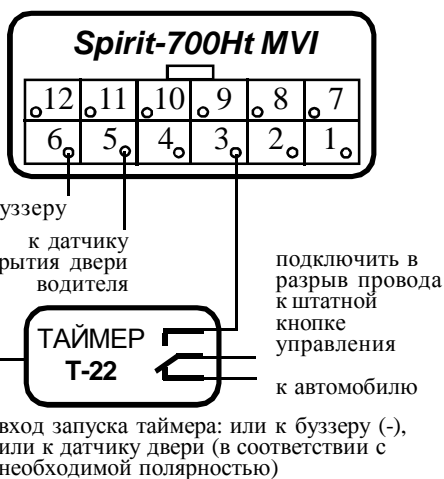 Spirit-700Ht MVI
12 11 10 9 8 7
6 5 4 3 2 1
к датчику
двери
водителя
подключить в
разрыв провода
к штатной
кнопке
управления
ТАЙМЕР
Т-22
к автомобилю
вход запуска таймера: или к буззеру (-),
или к датчику двери (в соответствии с
необходимой полярностью)